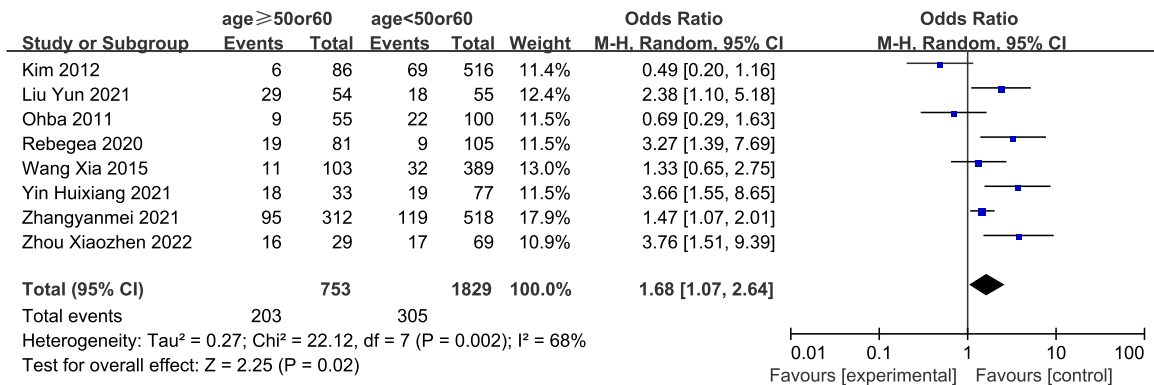 age≥50or60 age<50or60 Odds Ratio Odds Ratio
Study or Subgroup Events Total Events Total Weight M-H, Random, 95% CI M-H, Random, 95% CI
Kim 2012 6 86 69 516 11.4% 0.49 [0.20, 1.16]
Liu Yun 2021 29 54 18 55 12.4% 2.38 [1.10, 5.18]
Ohba 2011 9 55 22 100 11.4% 0.69 [0.29, 1.63]
Rebegea 2020 19 81 9 105 11.5% 3.27 [1.39, 7.69]
Wang Xia 2015 11 103 32 389 13.0% 1.33 [0.65, 2.75]
Yin Huixiang 2021 18 33 19 77 11.5% 3.66 [1.55, 8.65]
Zhangyanmei 2021 95 312 119 518 17.9% 1.47 [1.07, 2.01]
Zhou Xiaozhen 2022 16 29 17 69 10.9% 3.76 [1.51, 9.39]
Total (95% CI) 753 1829 100.0% 1.68 [1.07, 2.64]
Total events 203 305
Heterogeneity: Tau² = 0.27; Chi² = 22.12, df = 7 (P = 0.002); I² = 68%
Test for overall effect: Z = 2.25 (P = 0.02)
0.01 0.1 1 10 100
Favours [experimental] Favours [control]